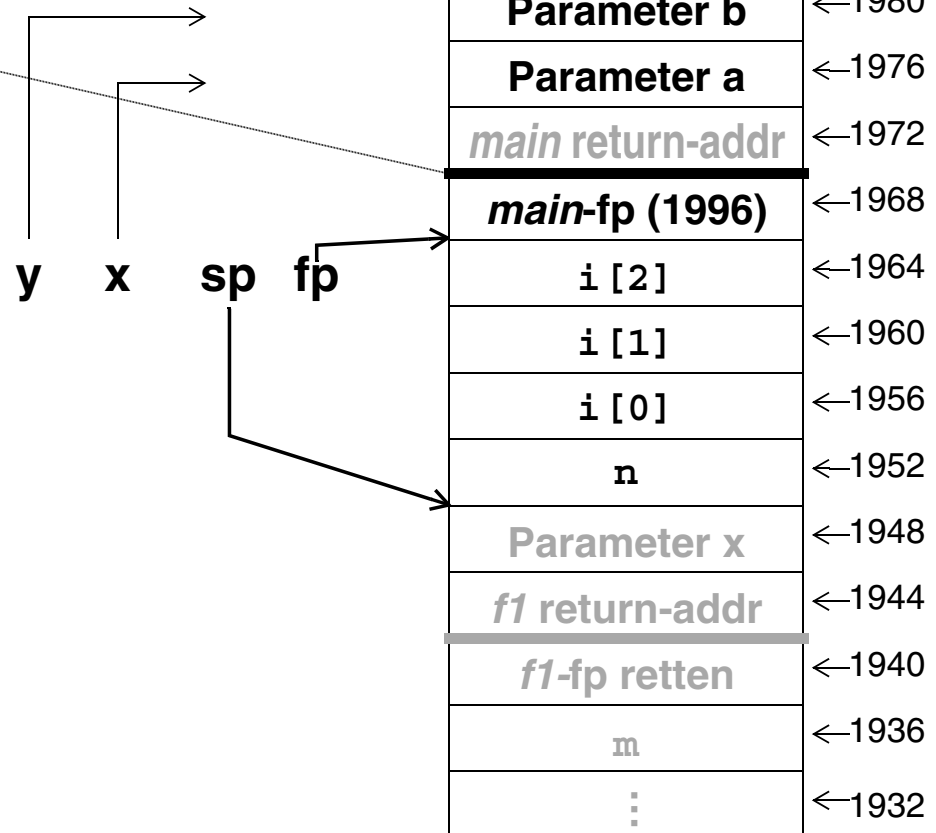 Parameter b 1980
Parameter a 1976
main return-addr 1972
main-fp (1996) 1968
y x sp fp i[2] 1964
i[1] 1960
i[0] 1956
n 1952
Parameter x 1948
f1 return-addr 1944
f1-fp retten 1940
m 1936
⋮ 1932